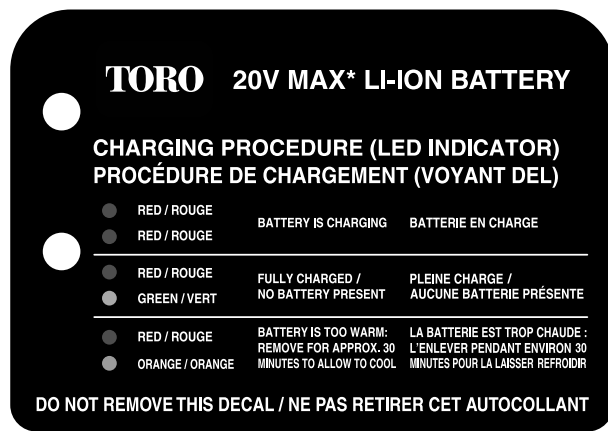 TORO 20V MAX* LI-ION BATTERY
CHARGING PROCEDURE (LED INDICATOR)
PROCÉDURE DE CHARGEMENT (VOYANT DEL)
RED / ROUGE
RED / ROUGE
BATTERY IS CHARGING
BATTERIE EN CHARGE
RED / ROUGE
GREEN / VERT
FULLY CHARGED /
NO BATTERY PRESENT
PLEINE CHARGE /
AUCUNE BATTERIE PRÉSENTE
RED / ROUGE
ORANGE / ORANGE
BATTERY IS TOO WARM:
REMOVE FOR APPROX. 30
MINUTES TO ALLOW TO COOL
LA BATTERIE EST TROP CHAUDE :
L'ENLEVER PENDANT ENVIRON 30
MINUTES POUR LA LAISSER REFROIDIR
DO NOT REMOVE THIS DECAL / NE PAS RETIRER CET AUTOCOLLANT